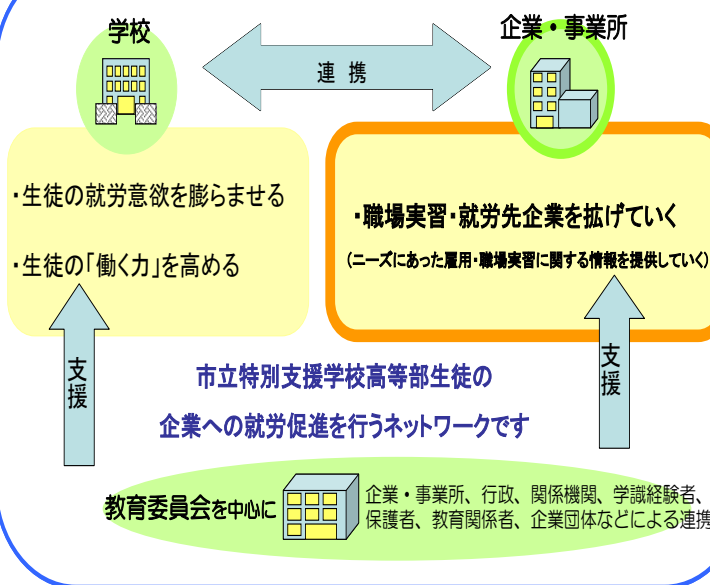 学校
企業・事業所
連 携
・生徒の就労意欲を膨らませる
・生徒の「働く力」を高める
・職場実習・就労先企業を拡げていく
(ニーズにあった雇用・職場実習に関する情報を提供していく)
支援
支援
市立特別支援学校高等部生徒の
企業への就労促進を行うネットワークです
教育委員会を中心に
企業・事業所、行政、関係機関、学識経験者、
保護者、教育関係者、企業団体などによる連携